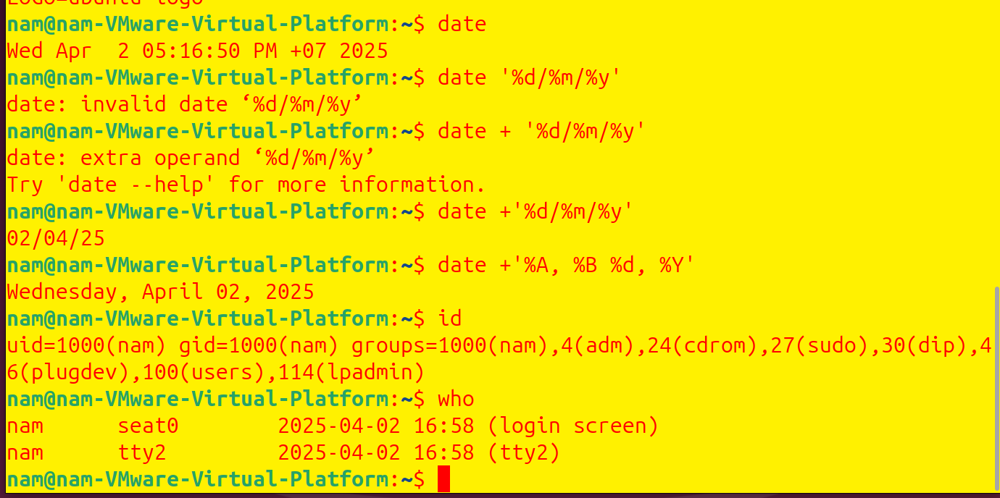 LOGO=ubuntu-logo
nam@nam-VMware-Virtual-Platform:~$ date
Wed Apr  2 05:16:50 PM +07 2025
nam@nam-VMware-Virtual-Platform:~$ date '%d/%m/%y'
date: invalid date ‘%d/%m/%y’
nam@nam-VMware-Virtual-Platform:~$ date + '%d/%m/%y'
date: extra operand ‘%d/%m/%y’
Try 'date --help' for more information.
nam@nam-VMware-Virtual-Platform:~$ date +'%d/%m/%y'
02/04/25
nam@nam-VMware-Virtual-Platform:~$ date +'%A, %B %d, %Y'
Wednesday, April 02, 2025
nam@nam-VMware-Virtual-Platform:~$ id
uid=1000(nam) gid=1000(nam) groups=1000(nam),4(adm),24(cdrom),27(sudo),30(dip),4
6(plugdev),100(users),114(lpadmin)
nam@nam-VMware-Virtual-Platform:~$ who
nam      seat0        2025-04-02 16:58 (login screen)
nam      tty2         2025-04-02 16:58 (tty2)
nam@nam-VMware-Virtual-Platform:~$